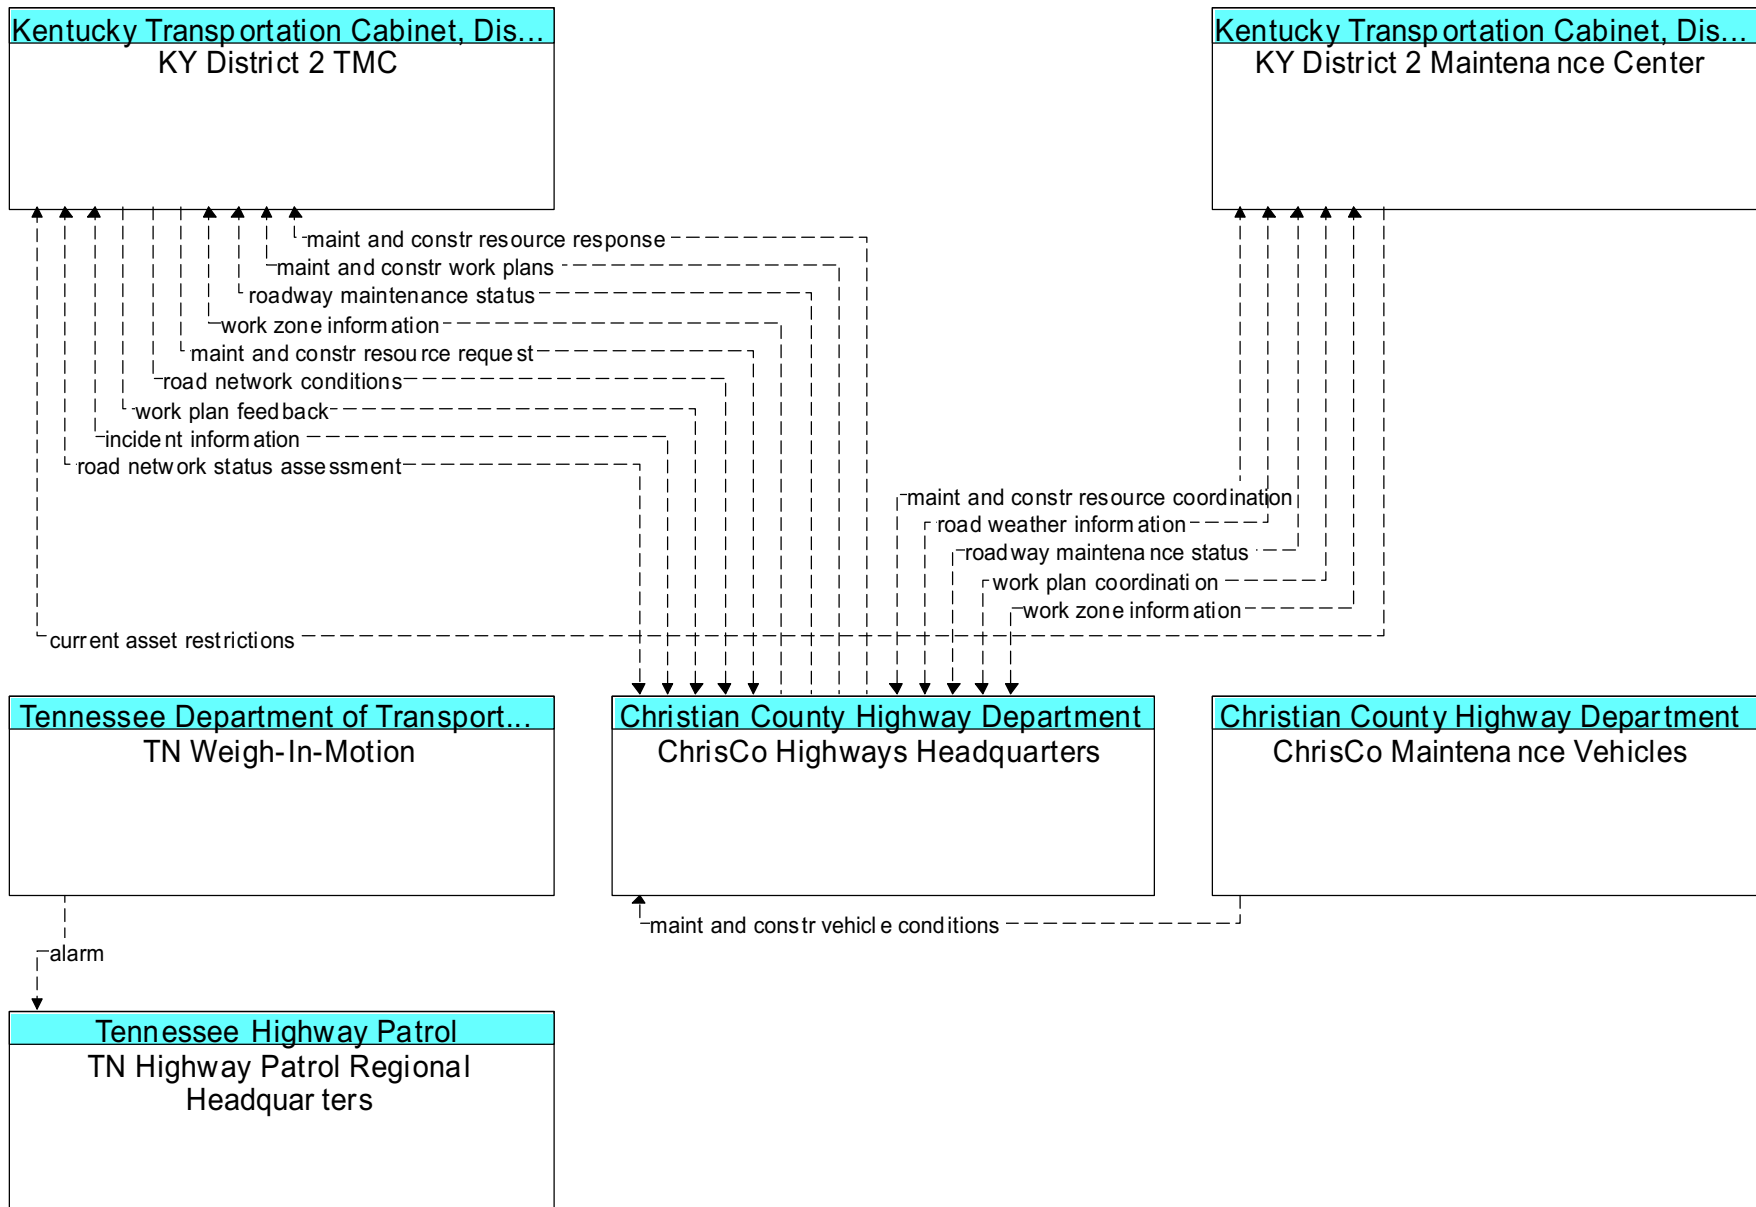 Kentucky Transportation Cabinet, Dis...
KY District 2 TMC
Kentucky Transportation Cabinet, Dis...
KY District 2 Maintenance Center
maint and constr resource response
maint and constr work plans
roadway maintenance status
work zone information
maint and constr resource request
road network conditions
work plan feedback
incident information
road network status assessment
maint and constr resource coordination
road weather information
roadway maintenance status
work plan coordination
work zone information
current asset restrictions
Tennessee Department of Transport...
TN Weigh-In-Motion
Christian County Highway Department
ChrisCo Highways Headquarters
Christian County Highway Department
ChrisCo Maintenance Vehicles
maint and constr vehicle conditions
alarm
Tennessee Highway Patrol
TN Highway Patrol Regional
Headquarters